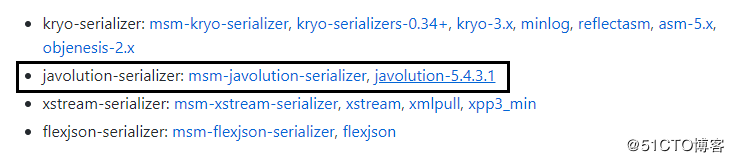 kryo-serializer: msm-kryo-serializer, kryo-serializers-0.34+, kryo-3.x, minlog, reflectasm, asm-5.x,
objenesis-2.x
javolution-serializer: msm-javolution-serializer, javolution-5.4.3.1
xstream-serializer: msm-xstream-serializer, xstream, xmlpull, xpp3_min
flexjson-serializer: msm-flexjson-serializer, flexjson
@51CTO博客